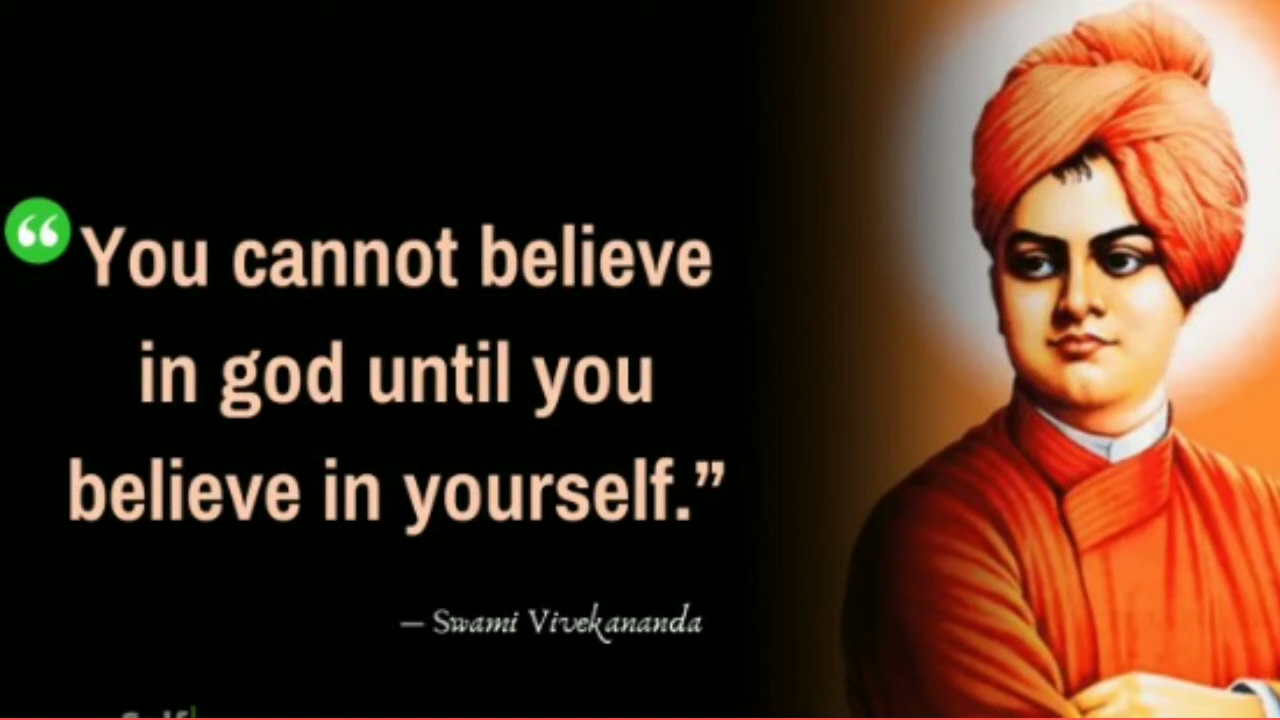 “You cannot believe
in god until you
believe in yourself.”
– Swami Vivekananda